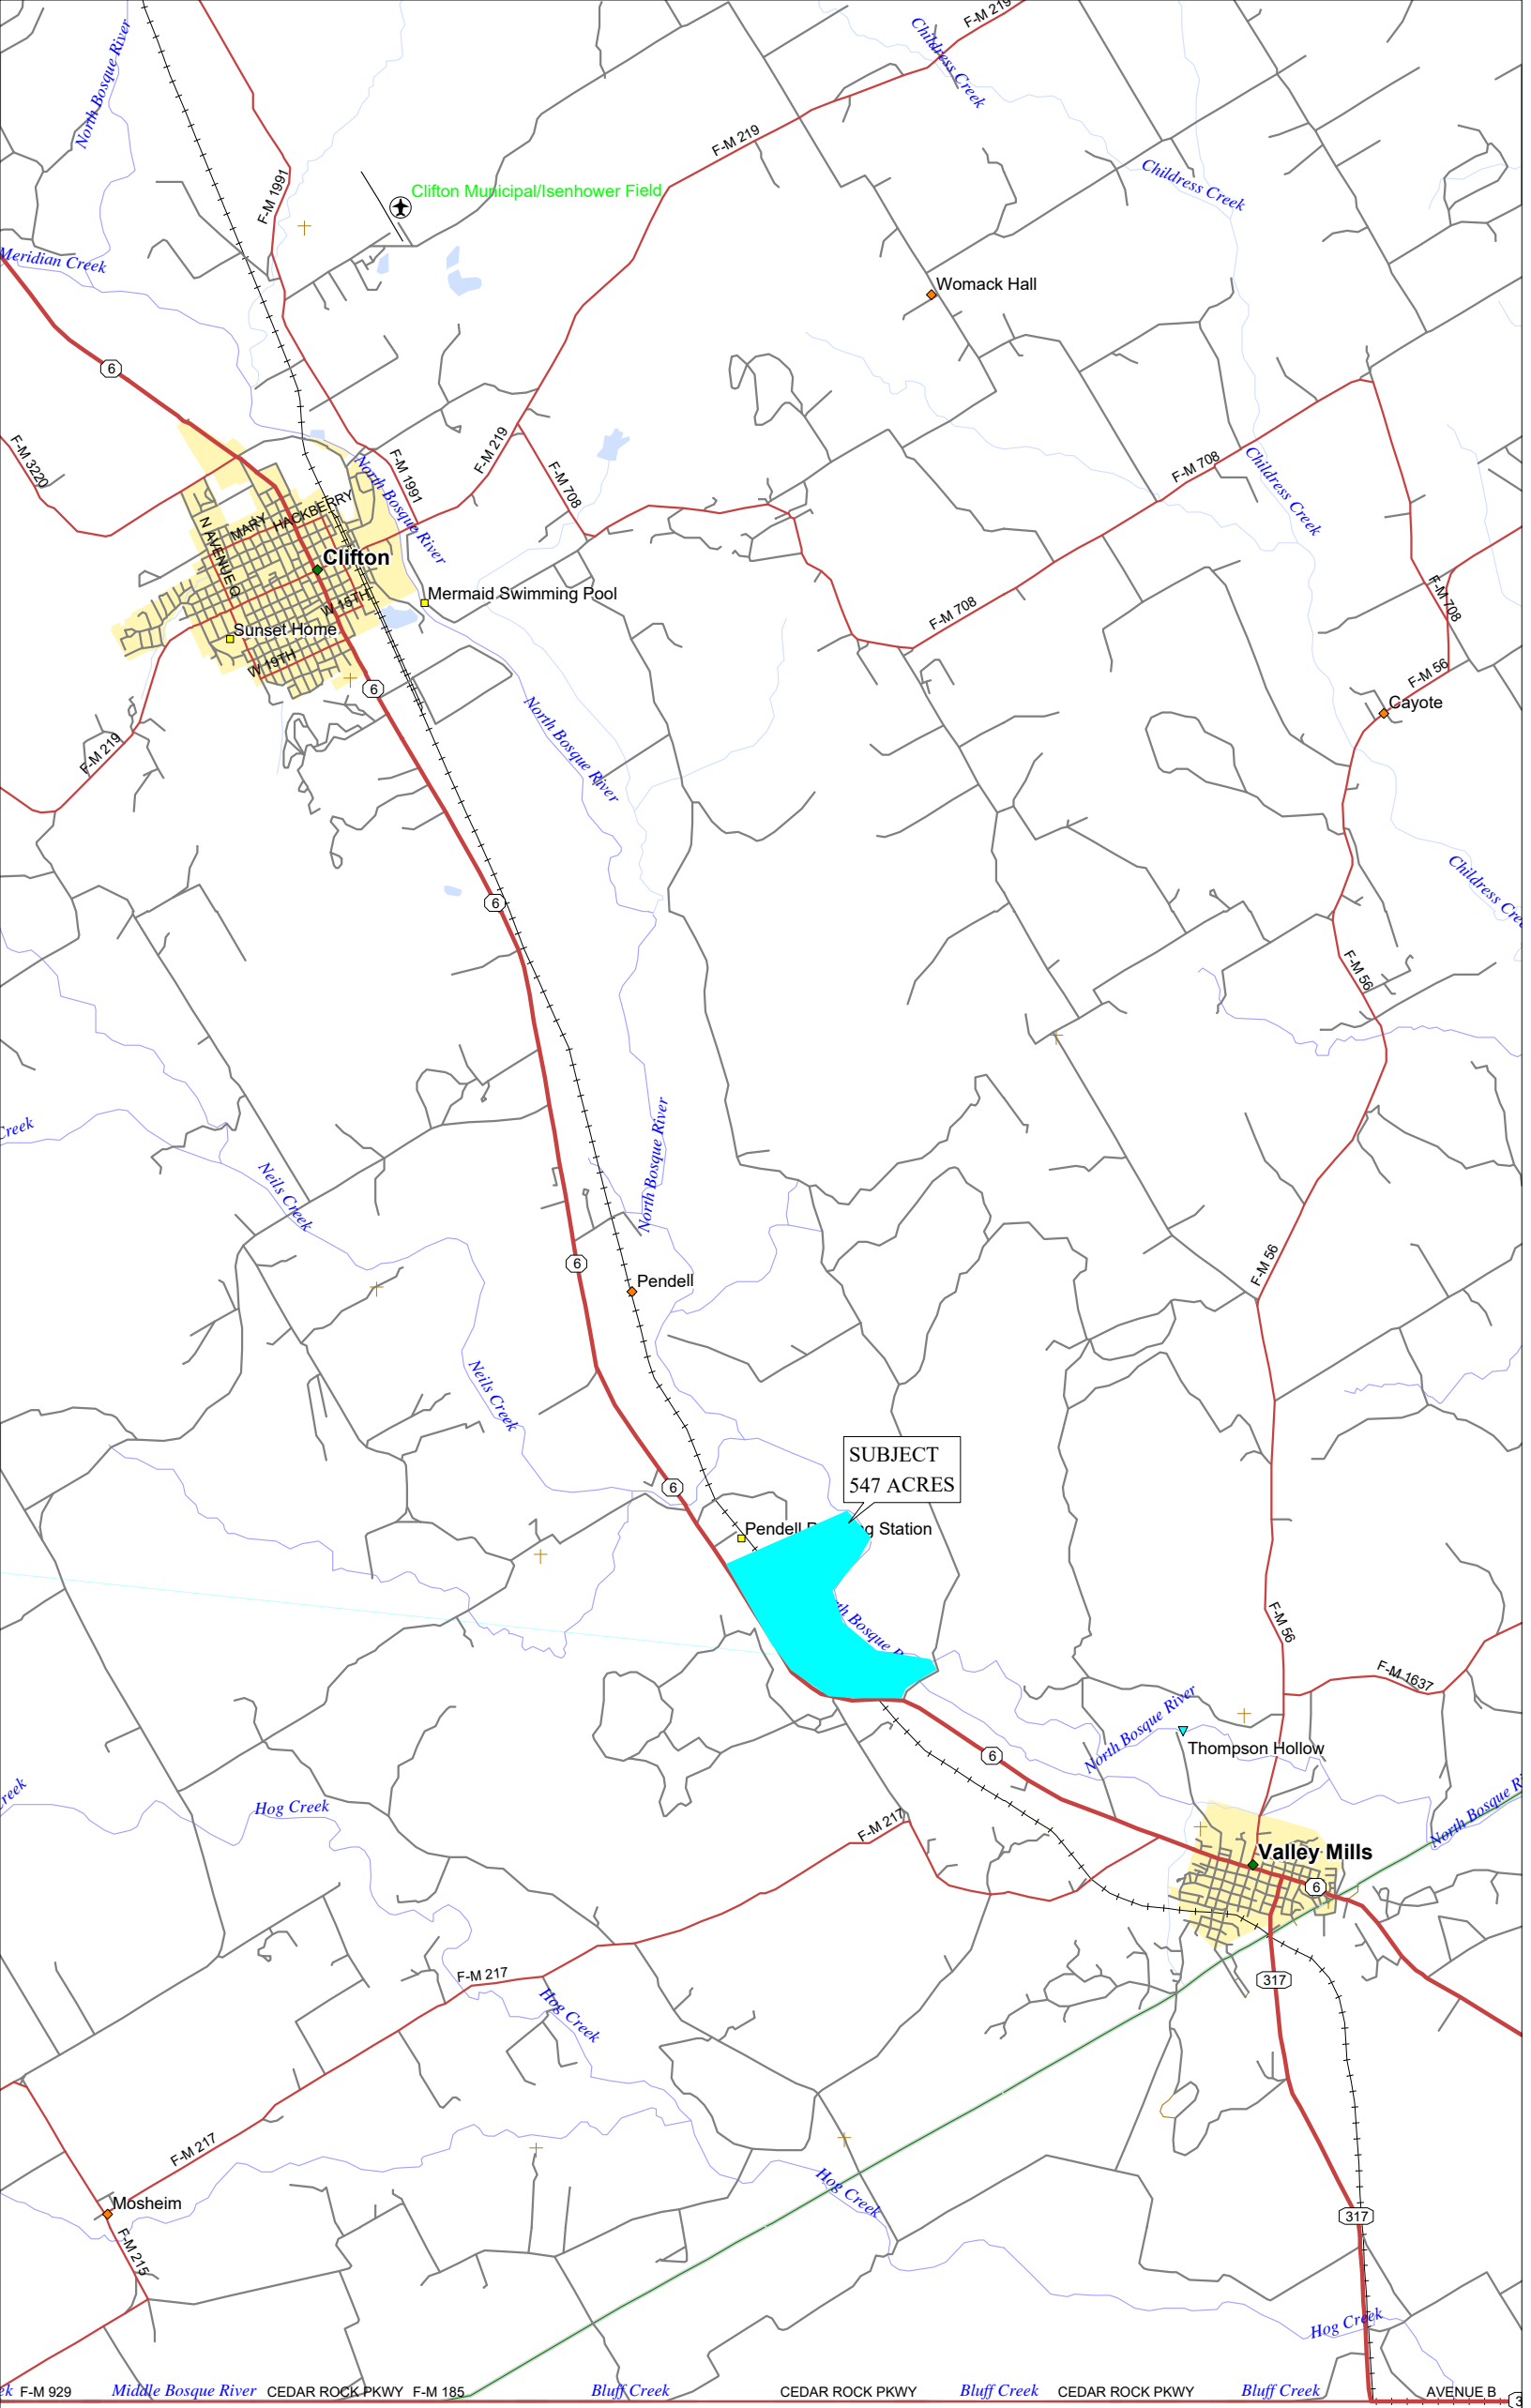 F-M 219
Childress Creek
North Bosque River
F-M 219
F-M 1991
Childress Creek
Clifton Municipal/Isenhower Field
Meridian Creek
Womack Hall
6
F-M 3220
F-M 219
F-M 1991
F-M 708
F-M 708
Childress Creek
North Bosque River
HACKBERRY
MARY
N AVENUE Q
Clifton
Mermaid Swimming Pool
W 15TH
F-M 708
F-M 708
Sunset Home
W 19TH
6
F-M 56
Cayote
North Bosque River
F-M 219
Childress Cree
6
F-M 56
Creek
North Bosque River
Neils Creek
F-M 56
6
Pendell
Neils Creek
SUBJECT
547 ACRES
6
Pendell
g Station
F-M 56
th Bosque R
F-M 1637
North Bosque River
Thompson Hollow
6
reek
Hog Creek
North Bosque Ri
F-M 217
Valley Mills
6
F-M 217
317
Hog Creek
F-M 217
Hog Creek
Mosheim
317
F-M 215
Hog Creek
ek
F-M 929
Middle Bosque River
CEDAR ROCK PKWY
F-M 185
Bluff Creek
CEDAR ROCK PKWY
Bluff Creek
CEDAR ROCK PKWY
Bluff Creek
AVENUE B